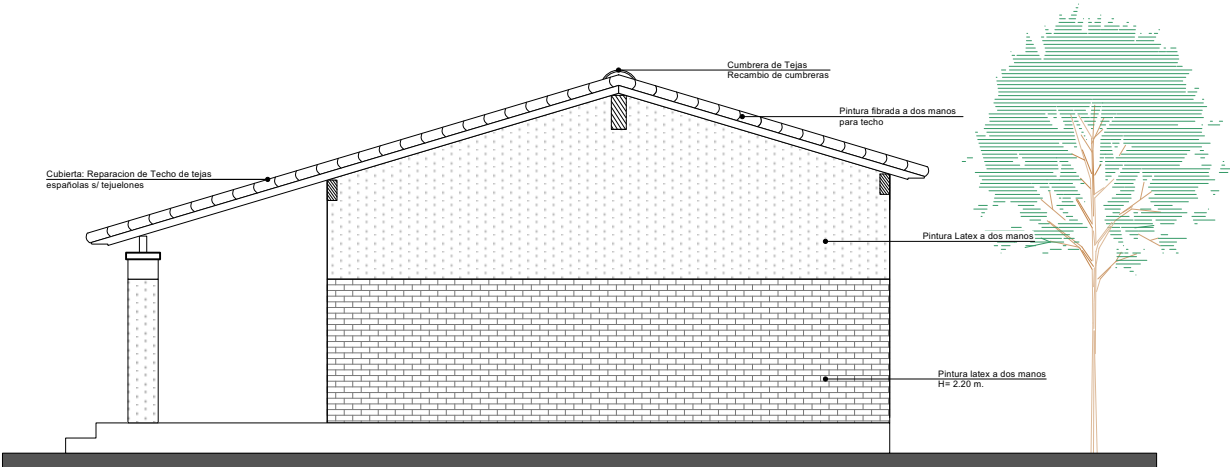 Cumbrera de Tejas
Recambio de cumbreras
Pintura fibrada a dos manos
para techo
Cubierta: Reparacion de Techo de tejas
españolas s/ tejuelones
Pintura Latex a dos manos
Pintura latex a dos manos
H= 2.20 m.